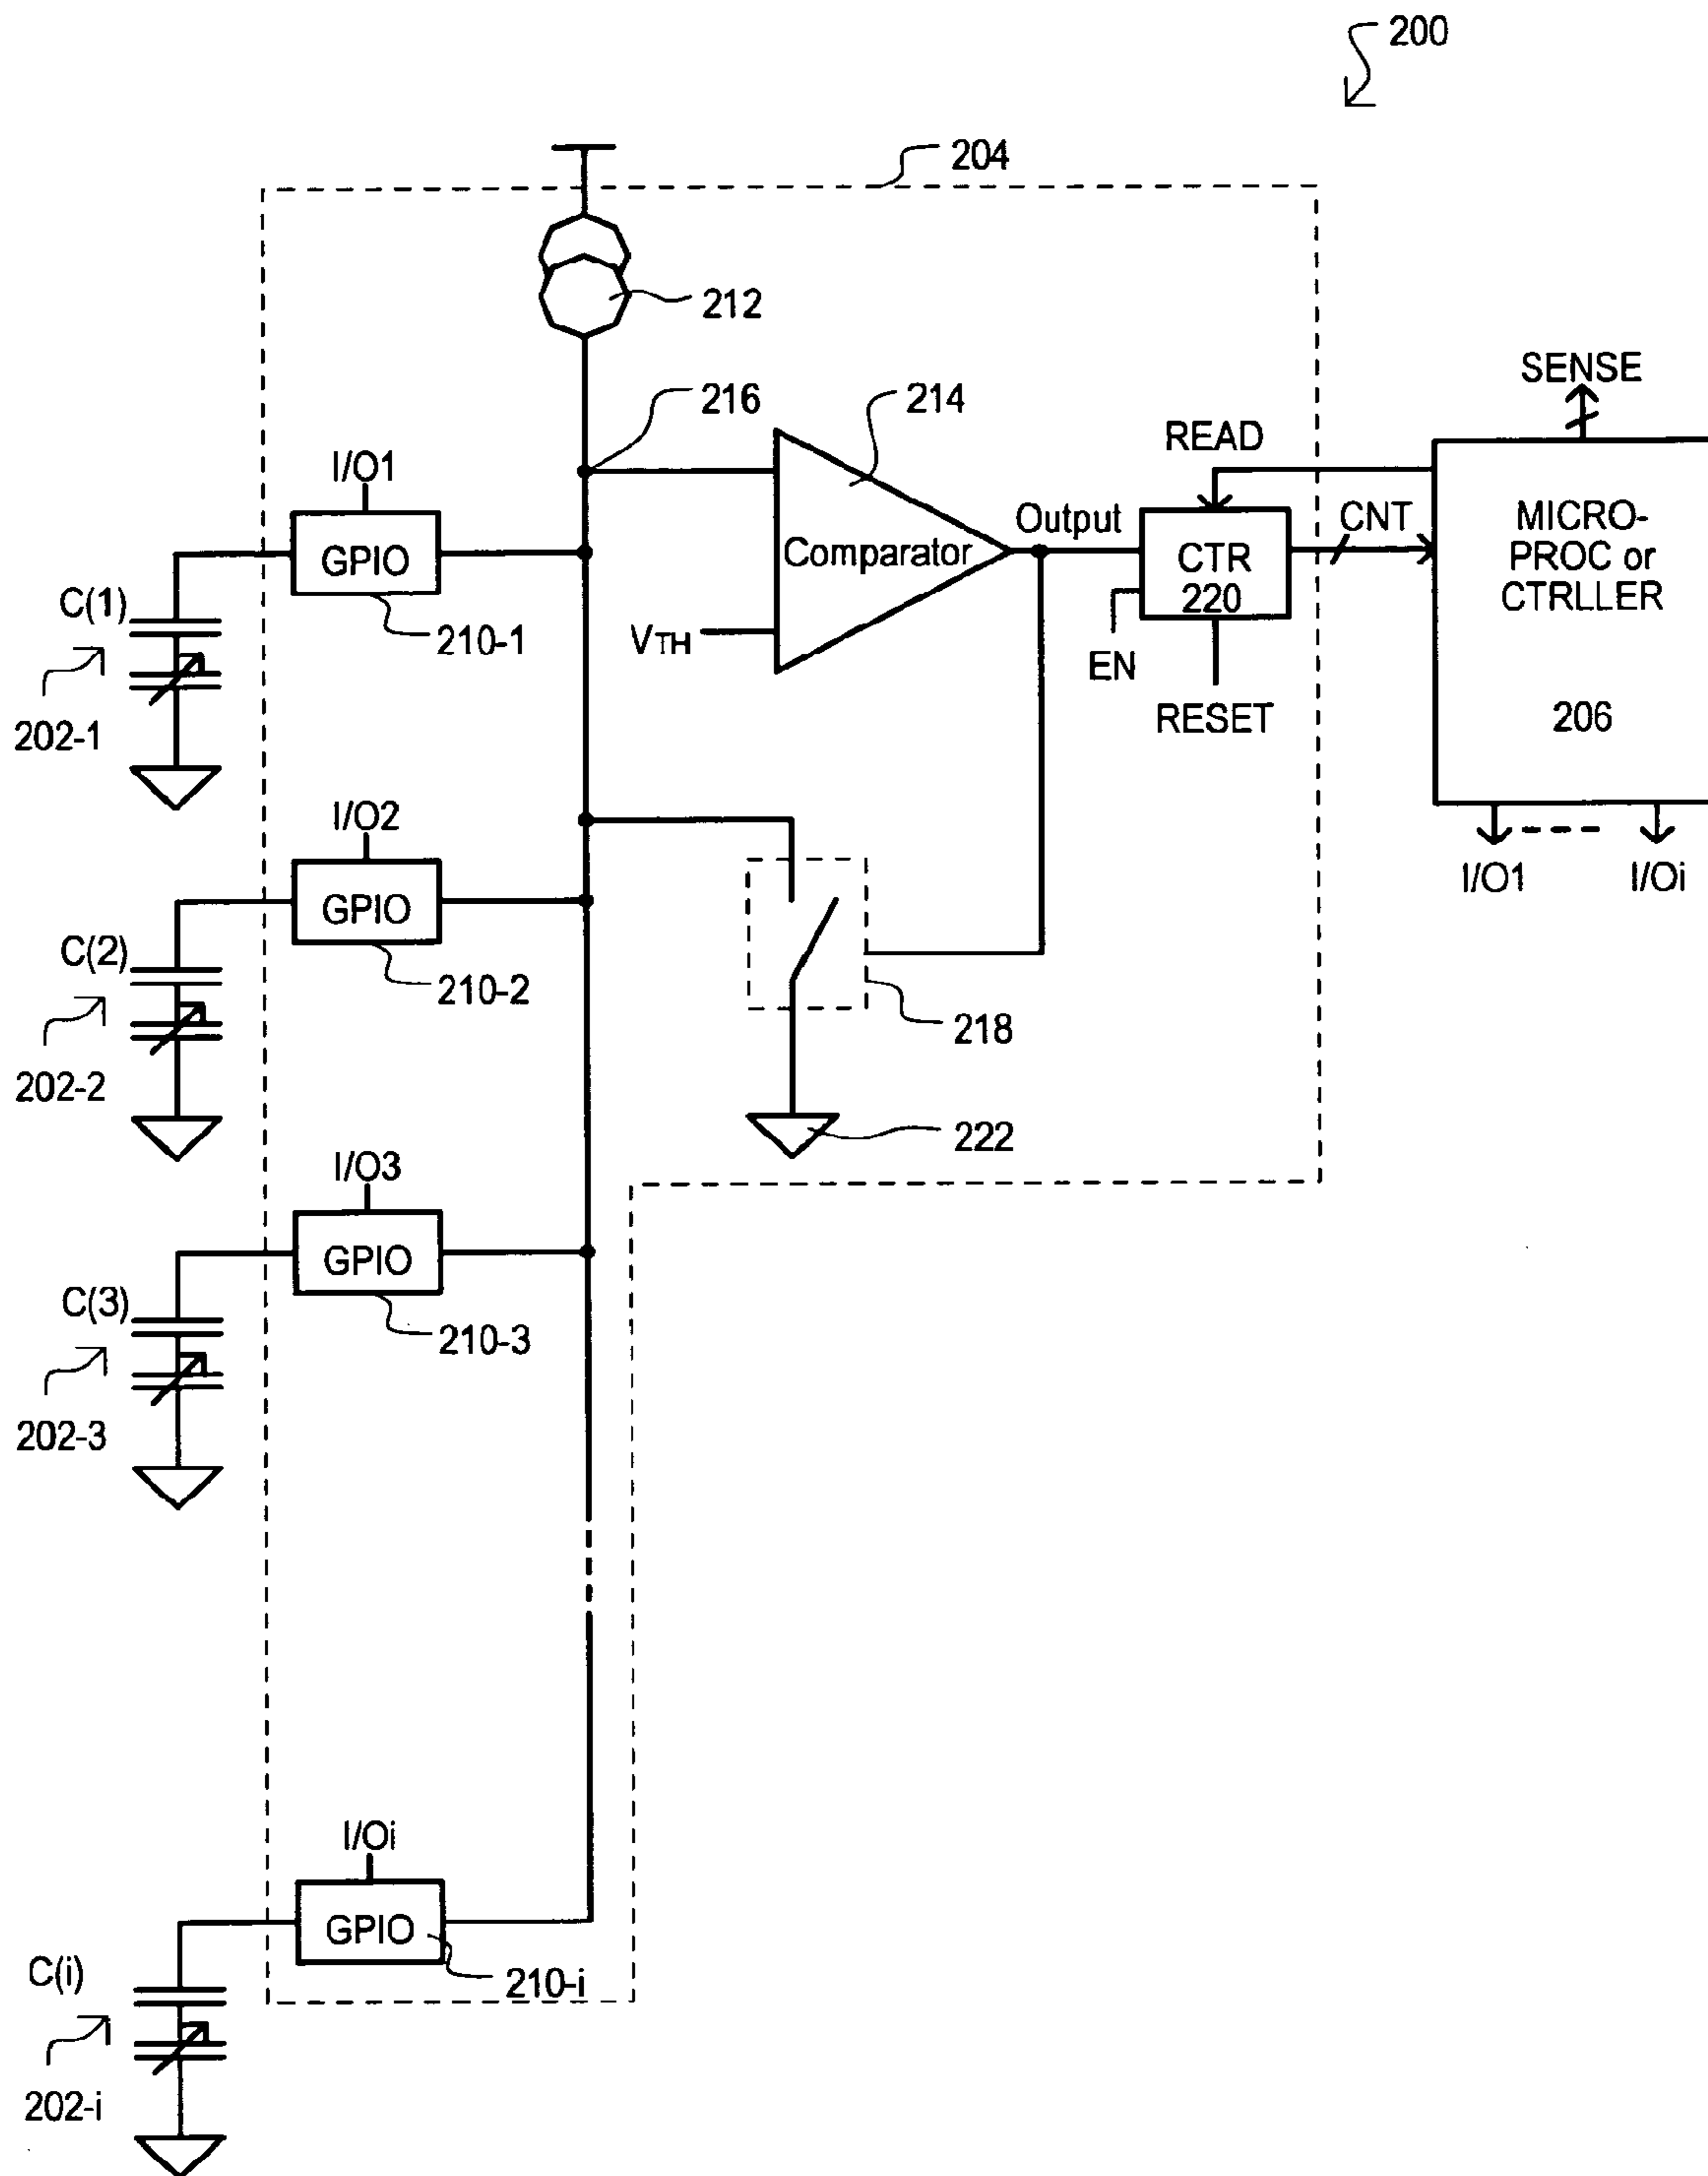 200
204
212
216
214
SENSE
READ
I/O1
GPIO
210-1
C(1)
202-1
Comparator
VTH
Output
CTR
220
EN
RESET
CNT
MICRO-
PROC or
CTRLLER
206
I/O1
I/Oi
I/O2
GPIO
210-2
C(2)
202-2
218
222
I/O3
GPIO
210-3
C(3)
202-3
I/Oi
GPIO
210-i
C(i)
202-i